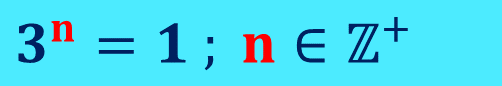 3ⁿ = 1 ; n ∈ ℤ⁺